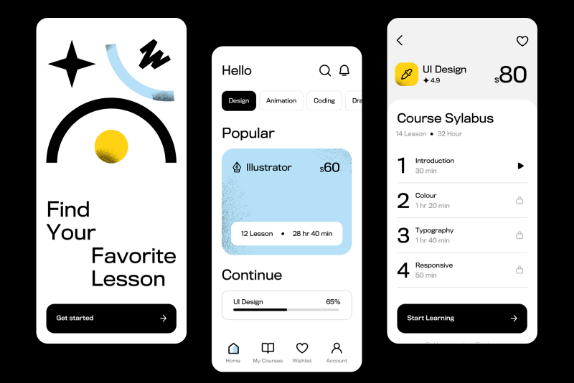 Find
Your
Favorite
Lesson
Get started
Hello
Design
Animation
Coding
Dra
Popular
Illustrator
$60
12 Lesson • 28 hr 40 min
Continue
UI Design
65%
Home
My Courses
Wishlist
Account
UI Design
4.9
$80
Course Sylabus
14 Lesson • 32 Hour
1
Introduction
30 min
2
Colour
1 hr 20 min
3
Typography
1 hr 40 min
4
Responsive
50 min
Start Learning